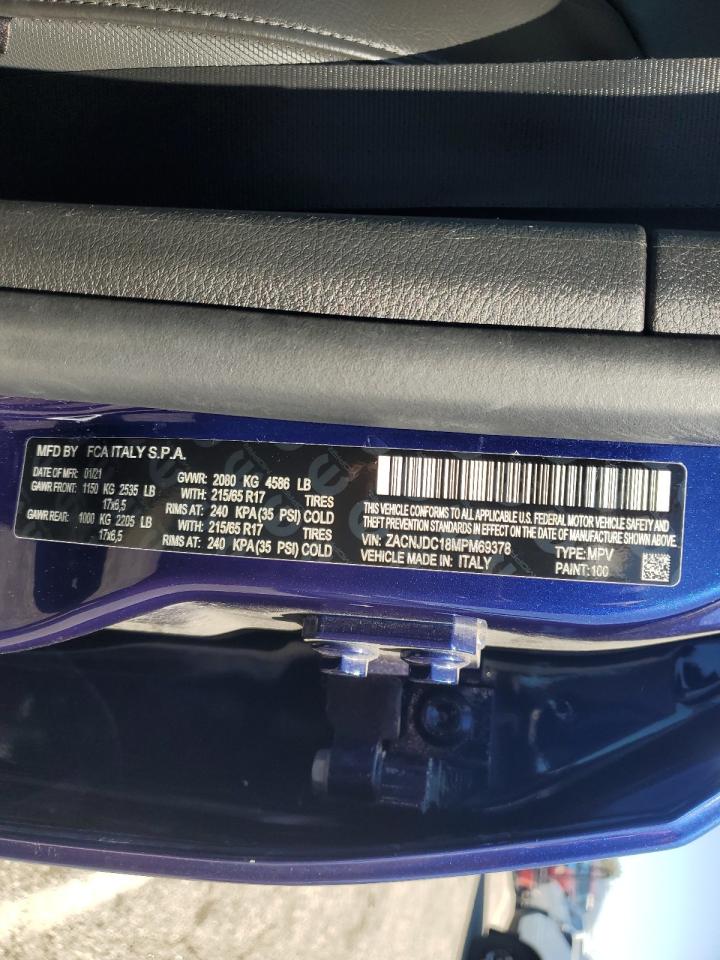 MFD BY FCA ITALY S.P.A.
DATE OF MFR: 01/21 GVWR: 2080 KG 4586 LB
GAWR FRONT: 1150 KG 2535 LB WITH: 215/65 R17 TIRES
17x6,5 RIMS AT: 240 KPA(35 PSI) COLD
GAWR REAR: 1000 KG 2205 LB WITH: 215/65 R17 TIRES
17x6,5 RIMS AT: 240 KPA(35 PSI) COLD
THIS VEHICLE CONFORMS TO ALL APPLICABLE U.S. FEDERAL MOTOR VEHICLE SAFETY AND
THEFT PREVENTION STANDARDS IN EFFECT ON THE DATE OF MANUFACTURE SHOWN ABOVE.
VIN: ZACNJDC18MPM69378 TYPE: MPV
VEHICLE MADE IN: ITALY PAINT: 100